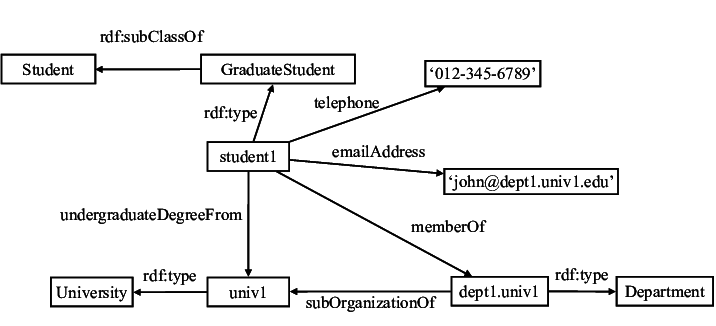 rdf:subClassOf
Student
GraduateStudent
‘012-345-6789’
telephone
rdf:type
emailAddress
student1
‘john@dept1.univ1.edu’
undergraduateDegreeFrom
memberOf
rdf:type
rdf:type
University
univ1
dept1.univ1
Department
subOrganizationOf